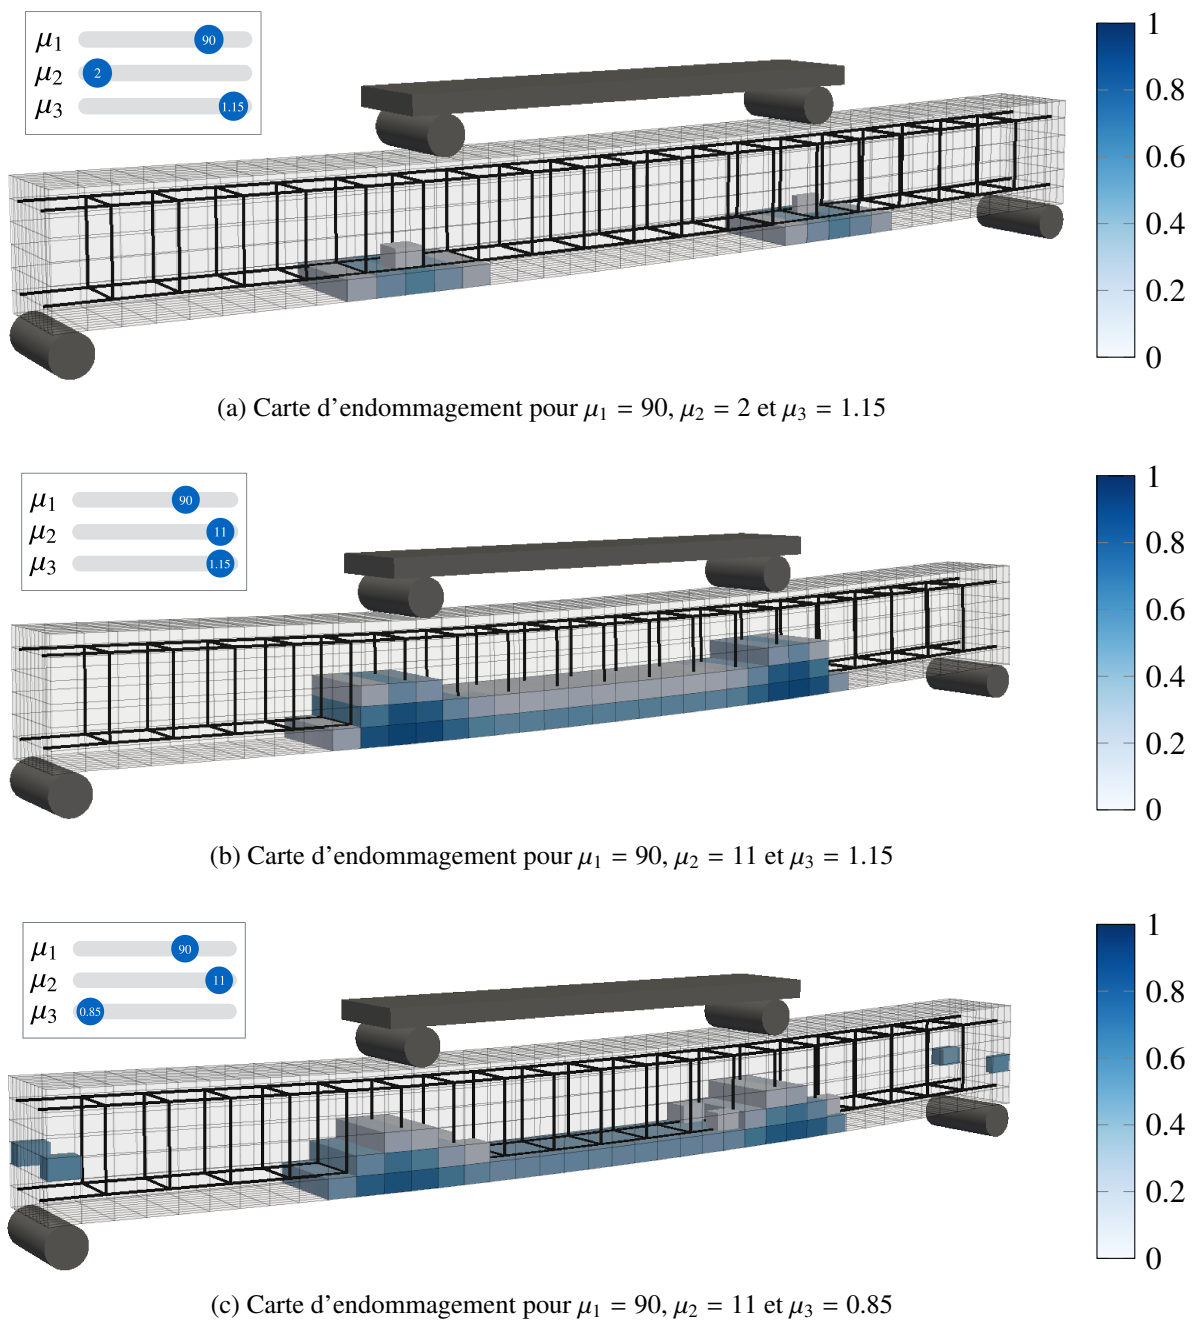 μ1 90
μ2 2
μ3 1.15
1
0.8
0.6
0.4
0.2
0
(a) Carte d'endommagement pour μ1 = 90, μ2 = 2 et μ3 = 1.15
μ1 90
μ2 11
μ3 1.15
1
0.8
0.6
0.4
0.2
0
(b) Carte d'endommagement pour μ1 = 90, μ2 = 11 et μ3 = 1.15
μ1 90
μ2 11
μ3 0.85
1
0.8
0.6
0.4
0.2
0
(c) Carte d'endommagement pour μ1 = 90, μ2 = 11 et μ3 = 0.85